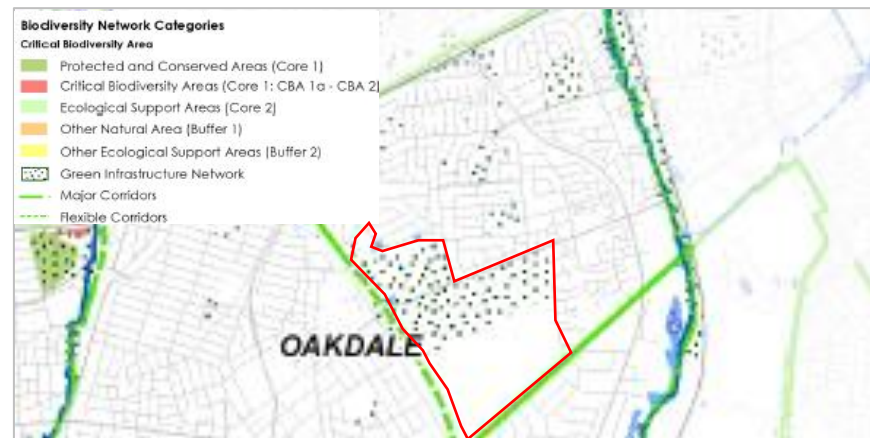 Biodiversity Network Categories
Critical Biodiversity Area
Protected and Conserved Areas (Core 1)
Critical Biodiversity Areas (Core 1: CBA 1a - CBA 2)
Ecological Support Areas (Core 2)
Other Natural Area (Buffer 1)
Other Ecological Support Areas (Buffer 2)
Green Infrastructure Network
Major Corridors
Flexible Corridors
OAKDALE